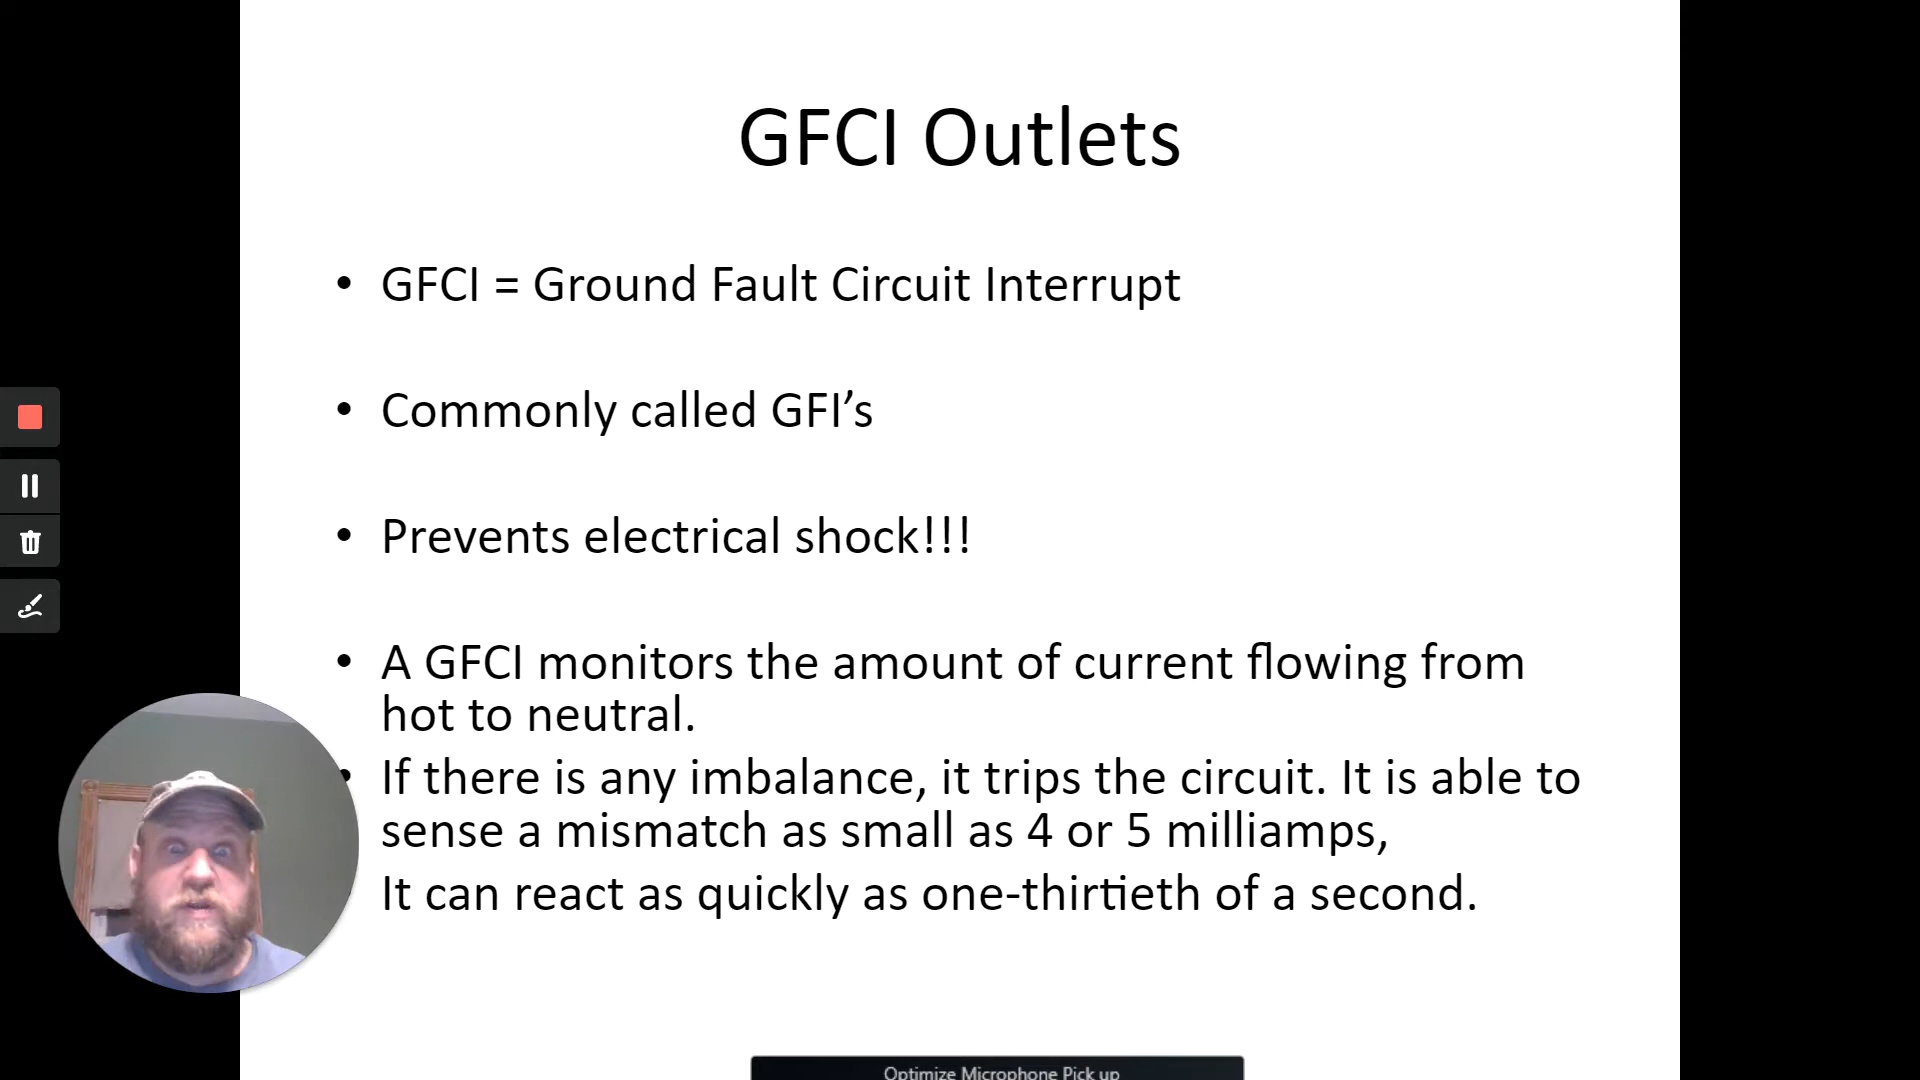 GFCI Outlets
• GFCI = Ground Fault Circuit Interrupt
• Commonly called GFI’s
• Prevents electrical shock!!!
• A GFCI monitors the amount of current flowing from
hot to neutral.
• If there is any imbalance, it trips the circuit. It is able to
sense a mismatch as small as 4 or 5 milliamps,
It can react as quickly as one-thirtieth of a second.
Optimize Microphone Pick up